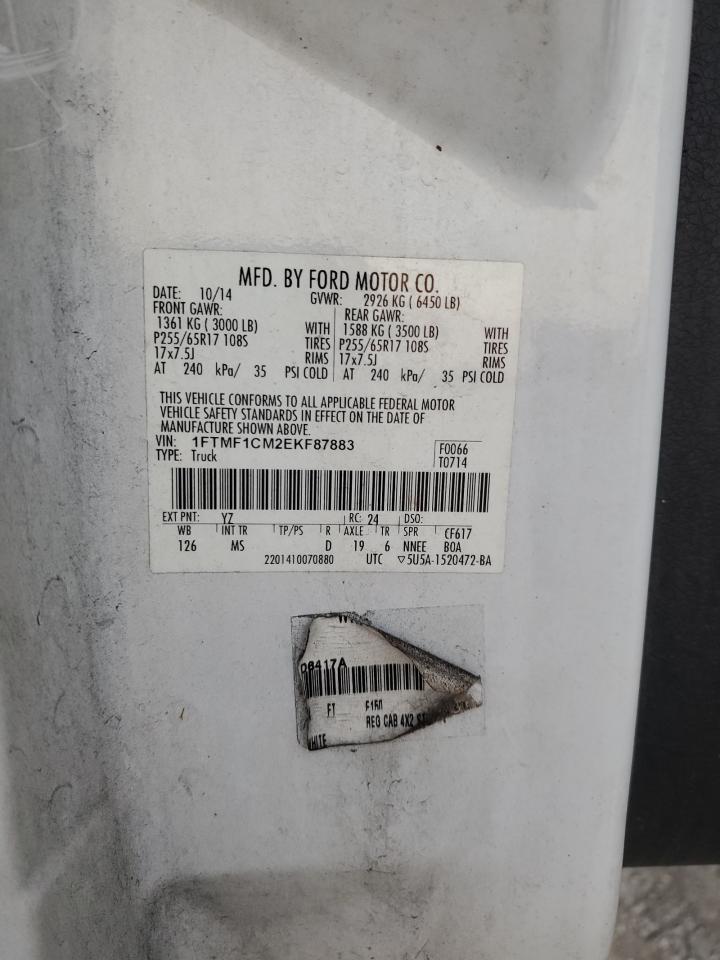 MFD. BY FORD MOTOR CO.
DATE: 10/14 GVWR: 2926 KG ( 6450 LB)
FRONT GAWR: REAR GAWR:
1361 KG ( 3000 LB) WITH 1588 KG ( 3500 LB) WITH
P255/65R17 108S TIRES P255/65R17 108S TIRES
17x7.5J RIMS 17x7.5J RIMS
AT 240 kPa/ 35 PSI COLD AT 240 kPa/ 35 PSI COLD
THIS VEHICLE CONFORMS TO ALL APPLICABLE FEDERAL MOTOR
VEHICLE SAFETY STANDARDS IN EFFECT ON THE DATE OF
MANUFACTURE SHOWN ABOVE.
VIN: 1FTMF1CM2EKF87883 F0066
TYPE: Truck T0714
EXT PNT: YZ RC: 24 DSO:
WB INT TR TP/PS R AXLE TR SPR CF617
126 MS D 19 6 NNEE BOA
2201410070880 UTC ▽5U5A-1520472-BA
08417A
FT F150
REG CAB 4X2